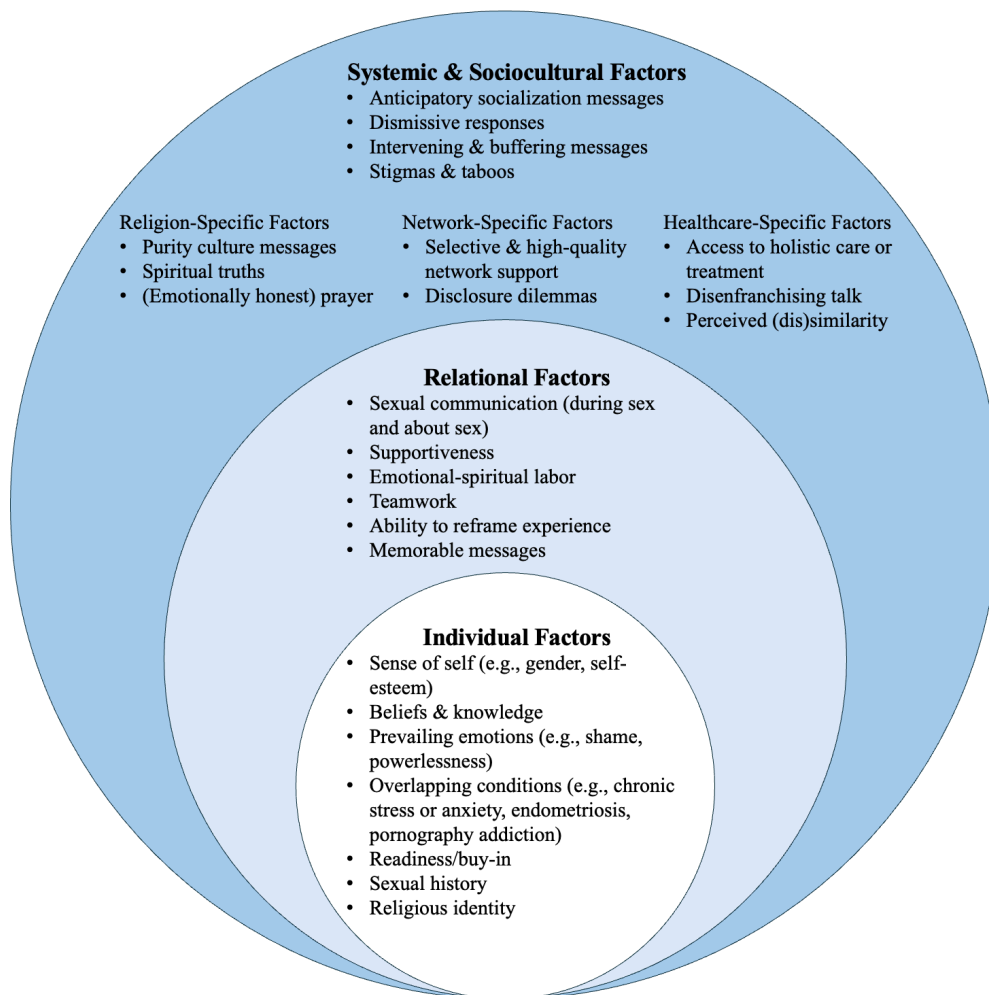 Systemic & Sociocultural Factors
• Anticipatory socialization messages
• Dismissive responses
• Intervening & buffering messages
• Stigmas & taboos
Religion-Specific Factors
• Purity culture messages
• Spiritual truths
• (Emotionally honest) prayer
Network-Specific Factors
• Selective & high-quality
network support
• Disclosure dilemmas
Healthcare-Specific Factors
• Access to holistic care or
treatment
• Disenfranchising talk
• Perceived (dis)similarity
Relational Factors
• Sexual communication (during sex
and about sex)
• Supportiveness
• Emotional-spiritual labor
• Teamwork
• Ability to reframe experience
• Memorable messages
Individual Factors
• Sense of self (e.g., gender, self-
esteem)
• Beliefs & knowledge
• Prevailing emotions (e.g., shame,
powerlessness)
• Overlapping conditions (e.g., chronic
stress or anxiety, endometriosis,
pornography addiction)
• Readiness/buy-in
• Sexual history
• Religious identity